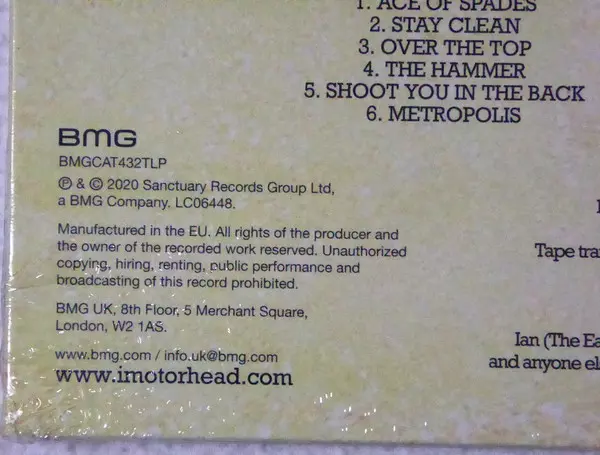 1. ACE OF SPADES
2. STAY CLEAN
3. OVER THE TOP
4. THE HAMMER
5. SHOOT YOU IN THE BACK
6. METROPOLIS
BMG
BMGCAT432TLP
℗ & © 2020 Sanctuary Records Group Ltd,
a BMG Company. LC06448.
Manufactured in the EU. All rights of the producer and
the owner of the recorded work reserved. Unauthorized
copying, hiring, renting, public performance and
broadcasting of this record prohibited.
BMG UK, 8th Floor, 5 Merchant Square,
London, W2 1AS.
www.bmg.com / info.uk@bmg.com
www.imotorhead.com
Tape
Ian (The
and anyone